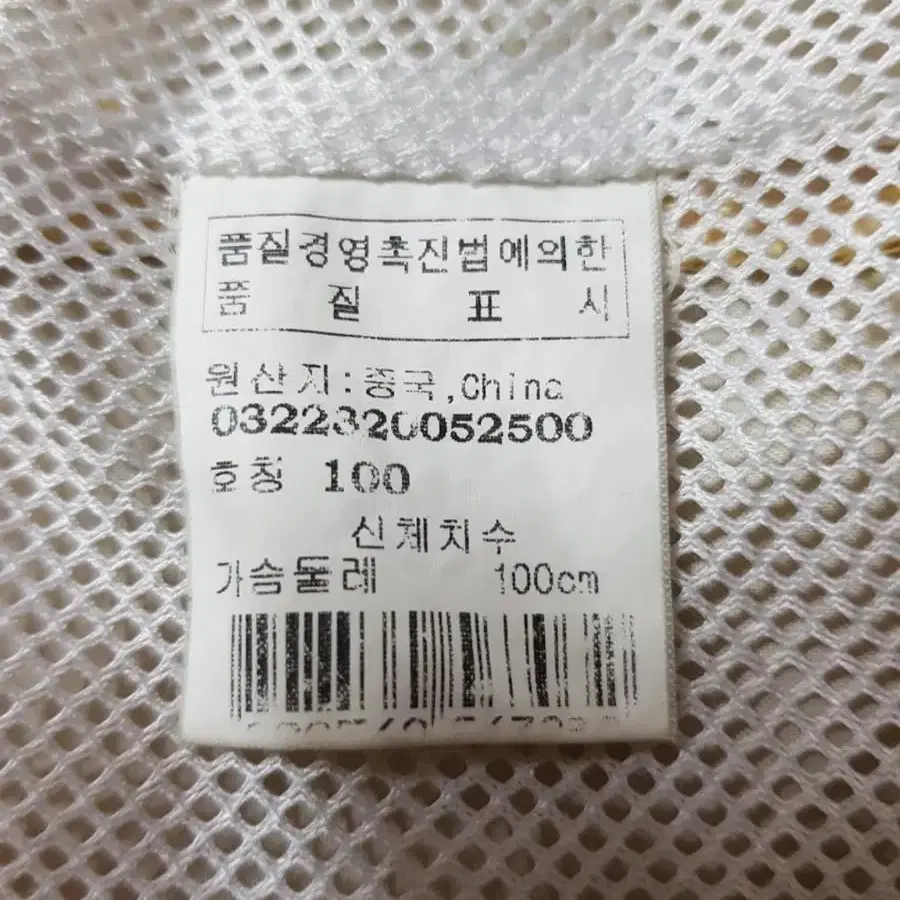 품질경영촉진법에의한
품 질 표 시
원산지:중국,China
0322320052500
호칭 100
신체치수
가슴둘레 100cm